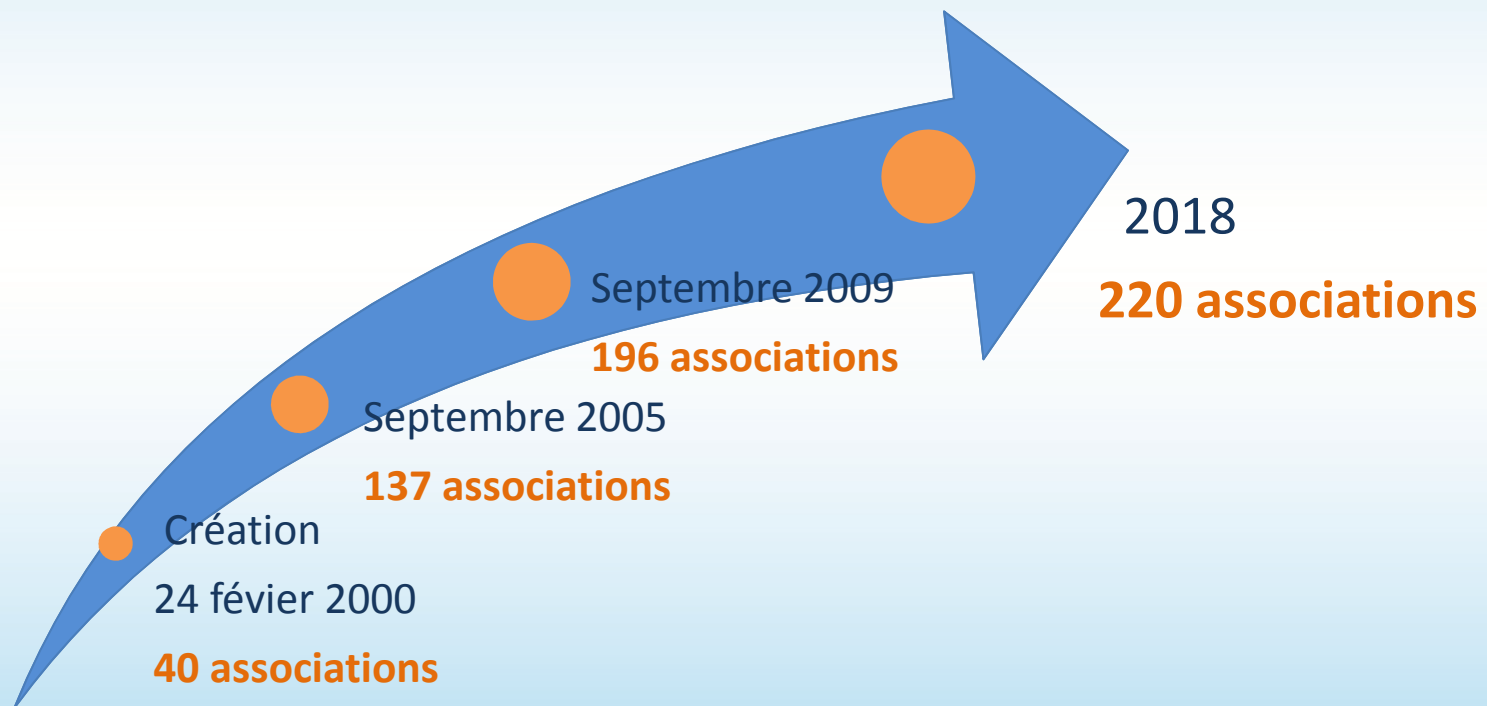 2018
220 associations
Septembre 2009
196 associations
Septembre 2005
137 associations
Création
24 févier 2000
40 associations